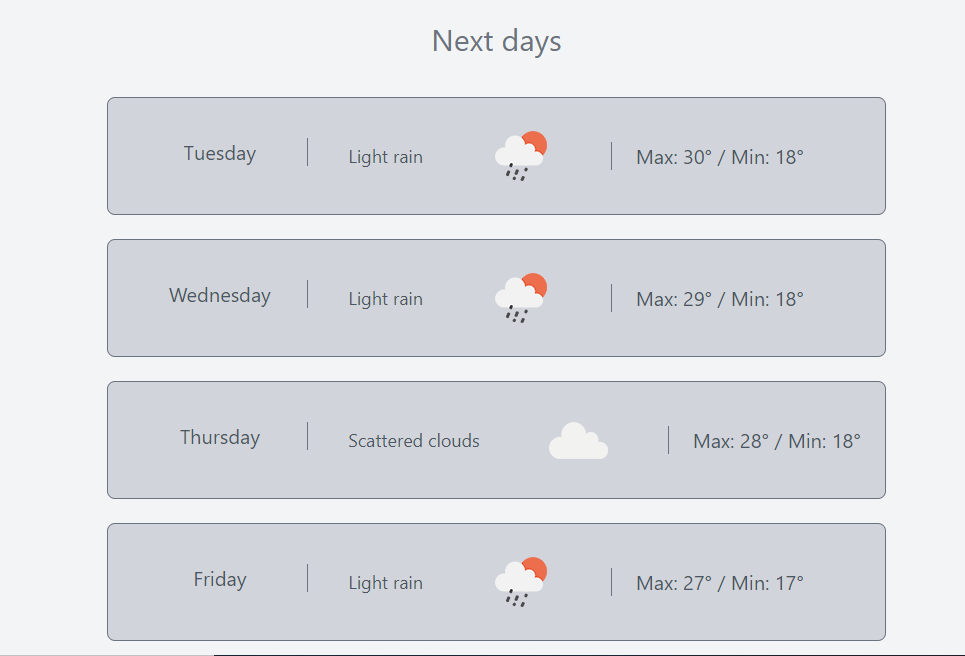 Next days
Tuesday | Light rain | Max: 30° / Min: 18°
Wednesday | Light rain | Max: 29° / Min: 18°
Thursday | Scattered clouds | Max: 28° / Min: 18°
Friday | Light rain | Max: 27° / Min: 17°